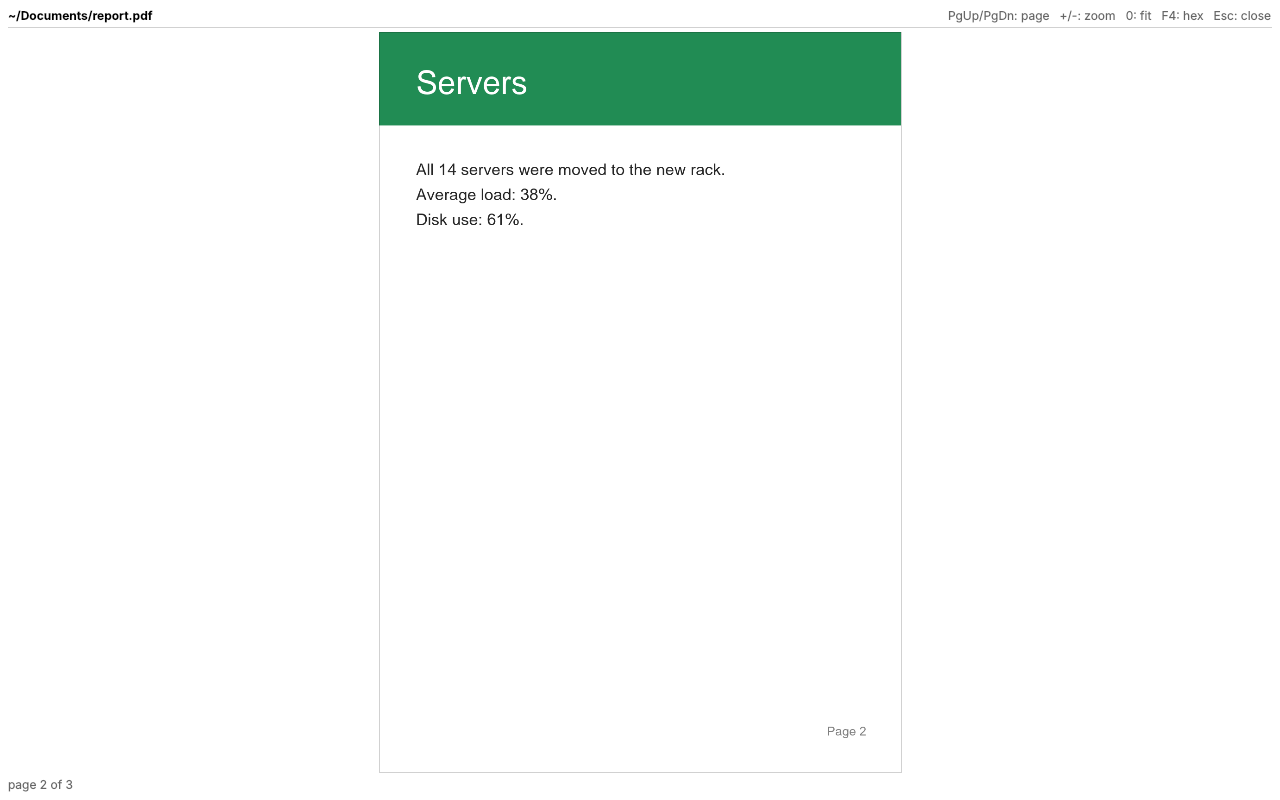 ~/Documents/report.pdf
PgUp/PgDn: page +/-: zoom 0: fit F4: hex Esc: close
Servers
All 14 servers were moved to the new rack.
Average load: 38%.
Disk use: 61%.
Page 2
page 2 of 3